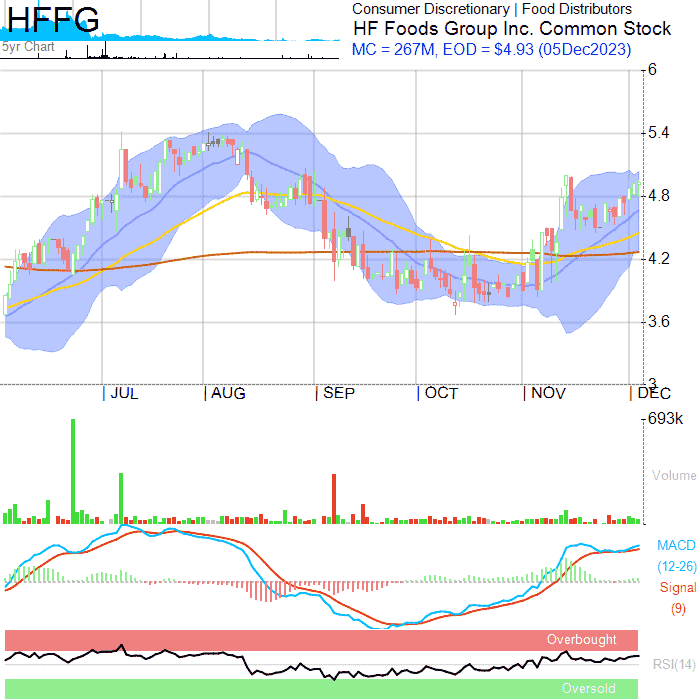 HFFG
5yr Chart
Consumer Discretionary | Food Distributors
HF Foods Group Inc. Common Stock
MC = 267M, EOD = $4.93 (05Dec2023)
6
5.4
4.8
4.2
3.6
3
JUL AUG SEP OCT NOV DEC
693k
Volume
MACD
(12-26)
Signal
(9)
Overbought
RSI(14)
Oversold